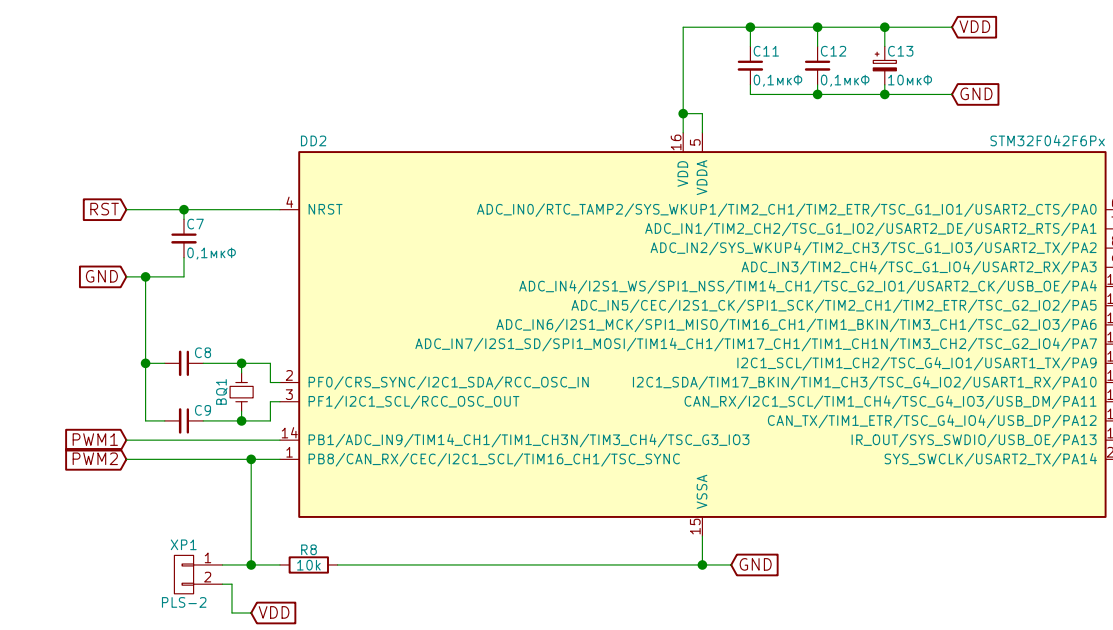 VDD
C11
C12
C13
0,1мкФ
0,1мкФ
10мкФ
GND
DD2
STM32F042F6Px
16
5
VDD
VDDA
RST
4
NRST
ADC_IN0/RTC_TAMP2/SYS_WKUP1/TIM2_CH1/TIM2_ETR/TSC_G1_IO1/USART2_CTS/PA0
C7
ADC_IN1/TIM2_CH2/TSC_G1_IO2/USART2_DE/USART2_RTS/PA1
0,1мкФ
ADC_IN2/SYS_WKUP4/TIM2_CH3/TSC_G1_IO3/USART2_TX/PA2
GND
ADC_IN3/TIM2_CH4/TSC_G1_IO4/USART2_RX/PA3
ADC_IN4/I2S1_WS/SPI1_NSS/TIM14_CH1/TSC_G2_IO1/USART2_CK/USB_OE/PA4
ADC_IN5/CEC/I2S1_CK/SPI1_SCK/TIM2_CH1/TIM2_ETR/TSC_G2_IO2/PA5
ADC_IN6/I2S1_MCK/SPI1_MISO/TIM16_CH1/TIM1_BKIN/TIM3_CH1/TSC_G2_IO3/PA6
ADC_IN7/I2S1_SD/SPI1_MOSI/TIM14_CH1/TIM17_CH1/TIM1_CH1N/TIM3_CH2/TSC_G2_IO4/PA7
C8
I2C1_SCL/TIM1_CH2/TSC_G4_IO1/USART1_TX/PA9
BQ1
2
PF0/CRS_SYNC/I2C1_SDA/RCC_OSC_IN
I2C1_SDA/TIM17_BKIN/TIM1_CH3/TSC_G4_IO2/USART1_RX/PA10
3
PF1/I2C1_SCL/RCC_OSC_OUT
CAN_RX/I2C1_SCL/TIM1_CH4/TSC_G4_IO3/USB_DM/PA11
C9
CAN_TX/TIM1_ETR/TSC_G4_IO4/USB_DP/PA12
PWM1
14
PB1/ADC_IN9/TIM14_CH1/TIM1_CH3N/TIM3_CH4/TSC_G3_IO3
IR_OUT/SYS_SWDIO/USB_OE/PA13
PWM2
1
PB8/CAN_RX/CEC/I2C1_SCL/TIM16_CH1/TSC_SYNC
SYS_SWCLK/USART2_TX/PA14
VSSA
15
XP1
1
2
PLS-2
R8
10k
GND
VDD